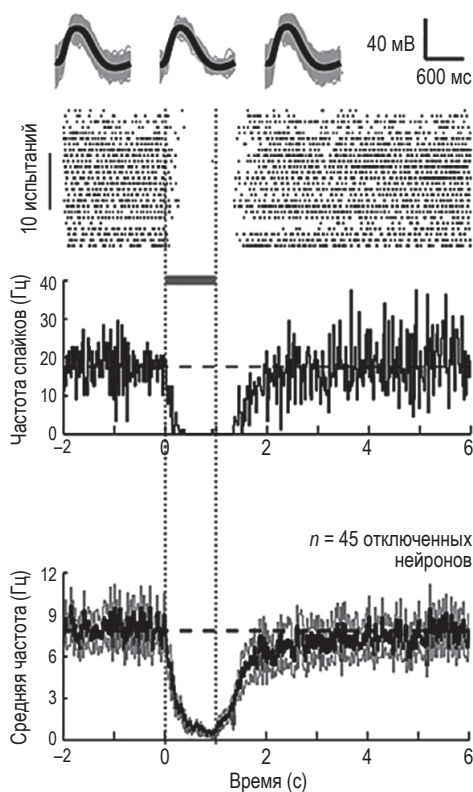 40 мВ
600 мс
10 испытаний
Частота спайков (Гц)
40
30
20
10
0
–2 0 2 4 6
n = 45 отключенных
нейронов
Средняя частота (Гц)
12
9
6
3
0
–2 0 2 4 6
Время (с)